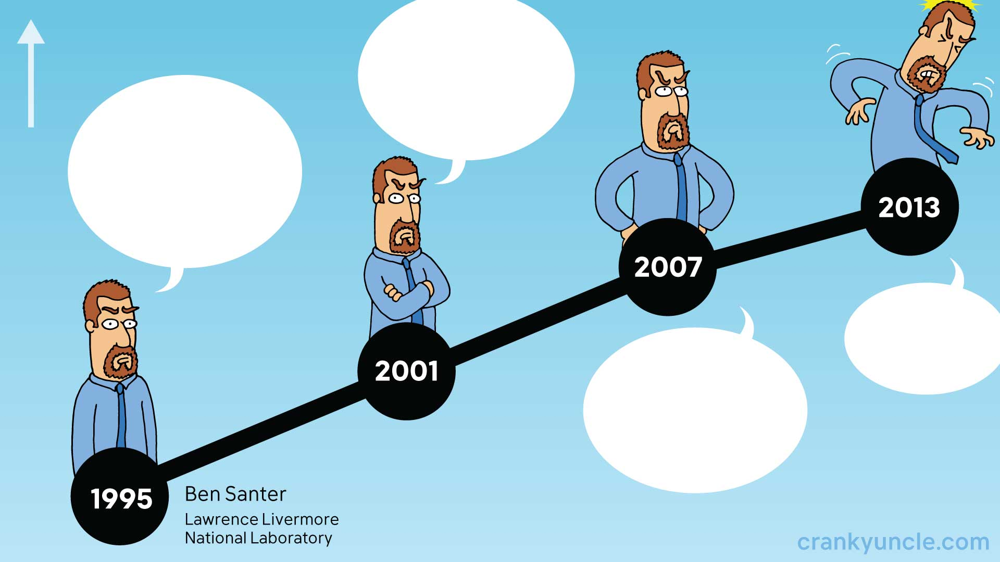 1995
Ben Santer
Lawrence Livermore
National Laboratory
2001
2007
2013
crankyuncle.com